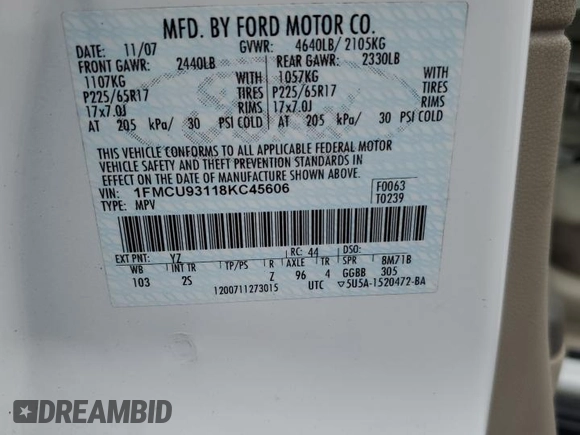 MFD. BY FORD MOTOR CO.
DATE: 11/07 GVWR: 4640LB/ 2105KG
FRONT GAWR: 2440LB REAR GAWR: 2330LB
1107KG 1057KG
P225/65R17 TIRES P225/65R17 TIRES
17x7.0J RIMS 17x7.0J RIMS
AT 205 kPa/ 30 PSI COLD AT 205 kPa/ 30 PSI COLD
THIS VEHICLE CONFORMS TO ALL APPLICABLE FEDERAL MOTOR
VEHICLE SAFETY AND THEFT PREVENTION STANDARDS IN
EFFECT ON THE DATE OF MANUFACTURE SHOWN ABOVE.
VIN: 1FMCU93118KC45606 F0063
TYPE: MPV T0239
EXT PNT: YZ RC: 44 DSO:
WB INT TR TP/PS R AXLE TR SPR BM71B
103 2S Z 96 4 GGBB 305
1200711273015 UTC ▽5U5A-1520472-BA
DREAMBID